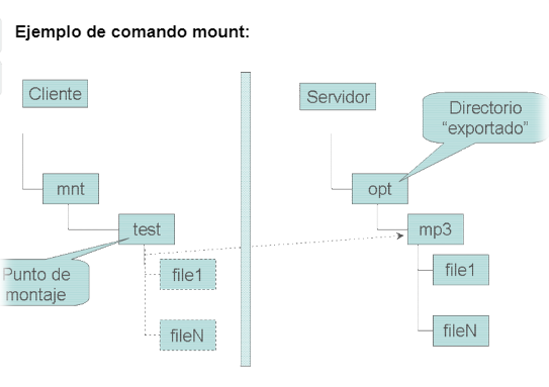 Ejemplo de comando mount:
Cliente
Servidor
Directorio
“exportado”
mnt
opt
test
mp3
Punto de
montaje
file1
file1
fileN
fileN